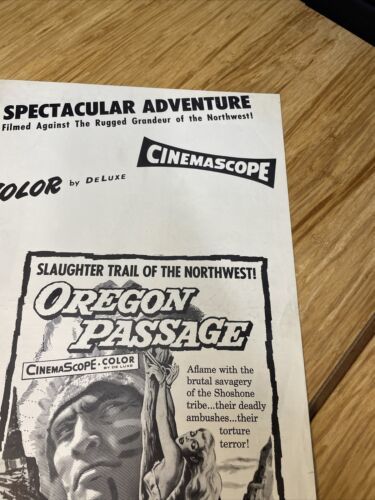 SPECTACULAR ADVENTURE
Filmed Against The Rugged Grandeur of the Northwest!
CINEMASCOPE
OLOR by DE LUXE
SLAUGHTER TRAIL OF THE NORTHWEST!
OREGON
PASSAGE
CINEMASCOPE • COLOR
BY DE LUXE
Aflame with the
brutal savagery
of the Shoshone
tribe...their deadly
ambushes...their
torture
terror!